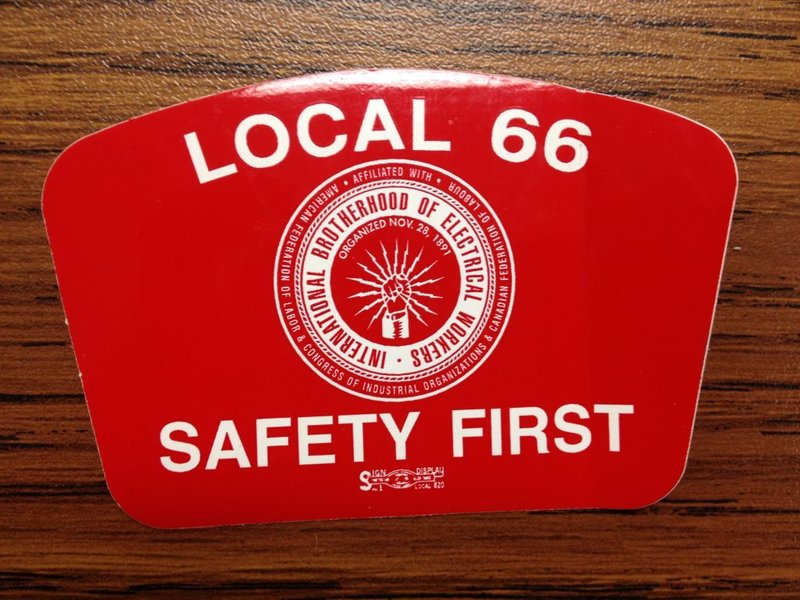 LOCAL 66
• AFFILIATED WITH •
AMERICAN FEDERATION OF LABOR & CONGRESS OF INDUSTRIAL ORGANIZATIONS & CANADIAN FEDERATION OF LABOUR
INTERNATIONAL BROTHERHOOD OF ELECTRICAL WORKERS •
ORGANIZED NOV. 28, 1891
SAFETY FIRST
SIGN DISPLAY
LOCAL 820